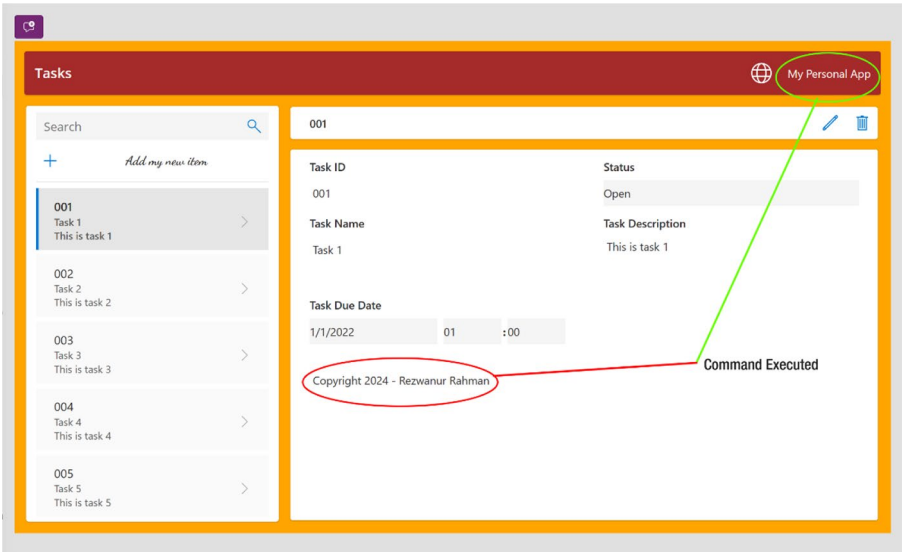 Tasks
My Personal App
Search
Add my new item
001
Task 1
This is task 1
002
Task 2
This is task 2
003
Task 3
This is task 3
004
Task 4
This is task 4
005
Task 5
This is task 5
001
Task ID
Status
001
Open
Task Name
Task Description
Task 1
This is task 1
Task Due Date
1/1/2022 01 :00
Copyright 2024 - Rezwanur Rahman
Command Executed